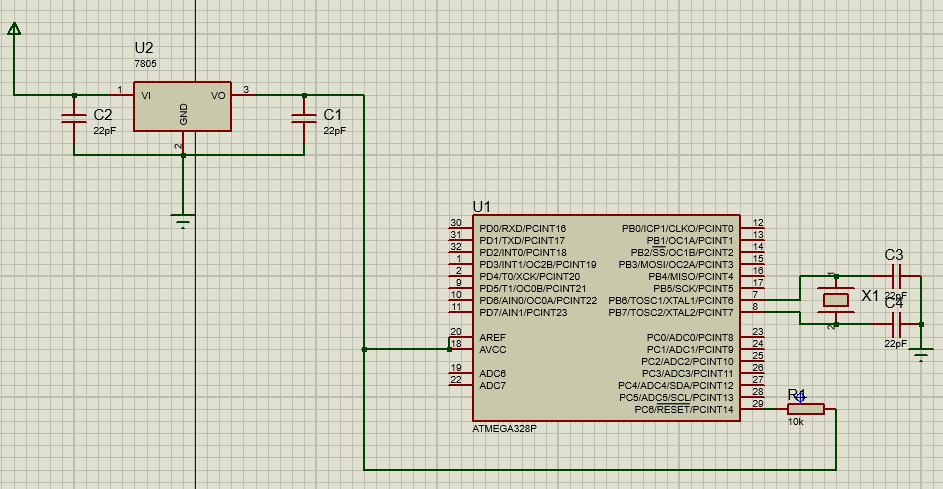 U2
7805
1
VI
VO
3
GND
2
C2
22pF
C1
22pF
U1
30
PD0/RXD/PCINT16
31
PD1/TXD/PCINT17
32
PD2/INT0/PCINT18
1
PD3/INT1/OC2B/PCINT19
2
PD4/T0/XCK/PCINT20
9
PD5/T1/OC0B/PCINT21
10
PD6/AIN0/OC0A/PCINT22
11
PD7/AIN1/PCINT23
20
AREF
18
AVCC
19
ADC6
22
ADC7
PB0/ICP1/CLKO/PCINT0
12
PB1/OC1A/PCINT1
13
PB2/SS/OC1B/PCINT2
14
PB3/MOSI/OC2A/PCINT3
15
PB4/MISO/PCINT4
16
PB5/SCK/PCINT5
17
PB6/TOSC1/XTAL1/PCINT6
7
PB7/TOSC2/XTAL2/PCINT7
8
PC0/ADC0/PCINT8
23
PC1/ADC1/PCINT9
24
PC2/ADC2/PCINT10
25
PC3/ADC3/PCINT11
26
PC4/ADC4/SDA/PCINT12
27
PC5/ADC5/SCL/PCINT13
28
PC6/RESET/PCINT14
29
ATMEGA328P
1
X1
2
C3
22pF
C4
22pF
R1
10k